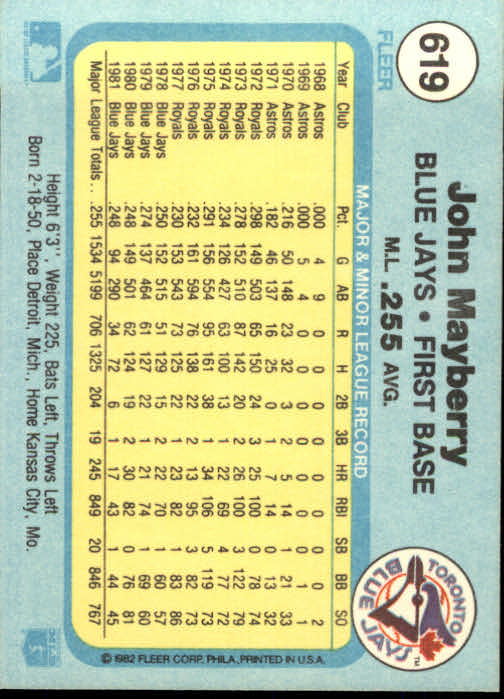 619
FLEER
John Mayberry
BLUE JAYS • FIRST BASE
M.L .255 AVG.
TORONTO
BLUE JAYS
MAJOR & MINOR LEAGUE RECORD
Year Club Pct. G AB R H 2B 3B HR RBI SB BB SO
1968 Astros .000 4 9 0 0 0 0 0 0 0 0 2
1969 Astros .000 5 4 0 0 0 0 0 0 0 1 1
1970 Astros .216 50 148 23 32 3 2 5 14 1 21 33
1971 Astros .182 46 137 16 25 0 1 7 14 0 13 32
1972 Royals .298 149 503 65 150 24 3 25 100 0 78 74
1973 Royals .278 152 510 87 142 20 2 26 100 3 122 79
1974 Royals .234 126 427 63 100 13 1 22 69 4 77 72
1975 Royals .291 156 554 95 161 38 1 34 106 5 119 73
1976 Royals .232 161 594 76 138 22 2 13 95 3 82 73
1977 Royals .230 153 543 73 125 22 1 23 82 1 83 86
1978 Blue Jays .250 152 515 51 129 15 2 22 70 1 60 57
1979 Blue Jays .274 137 464 61 127 22 1 21 74 1 69 60
1980 Blue Jays .248 149 501 62 124 19 2 30 82 0 76 81
1981 Blue Jays .248 94 290 34 72 6 1 17 43 1 44 45
Major League Totals . . .255 1534 5199 706 1325 204 19 245 849 20 846 767
Height 6'3", Weight 225, Bats Left, Throws Left
Born 2-18-50, Place Detroit, Mich., Home Kansas City, Mo.
© 1982 FLEER CORP. PHILA., PRINTED IN U.S.A.